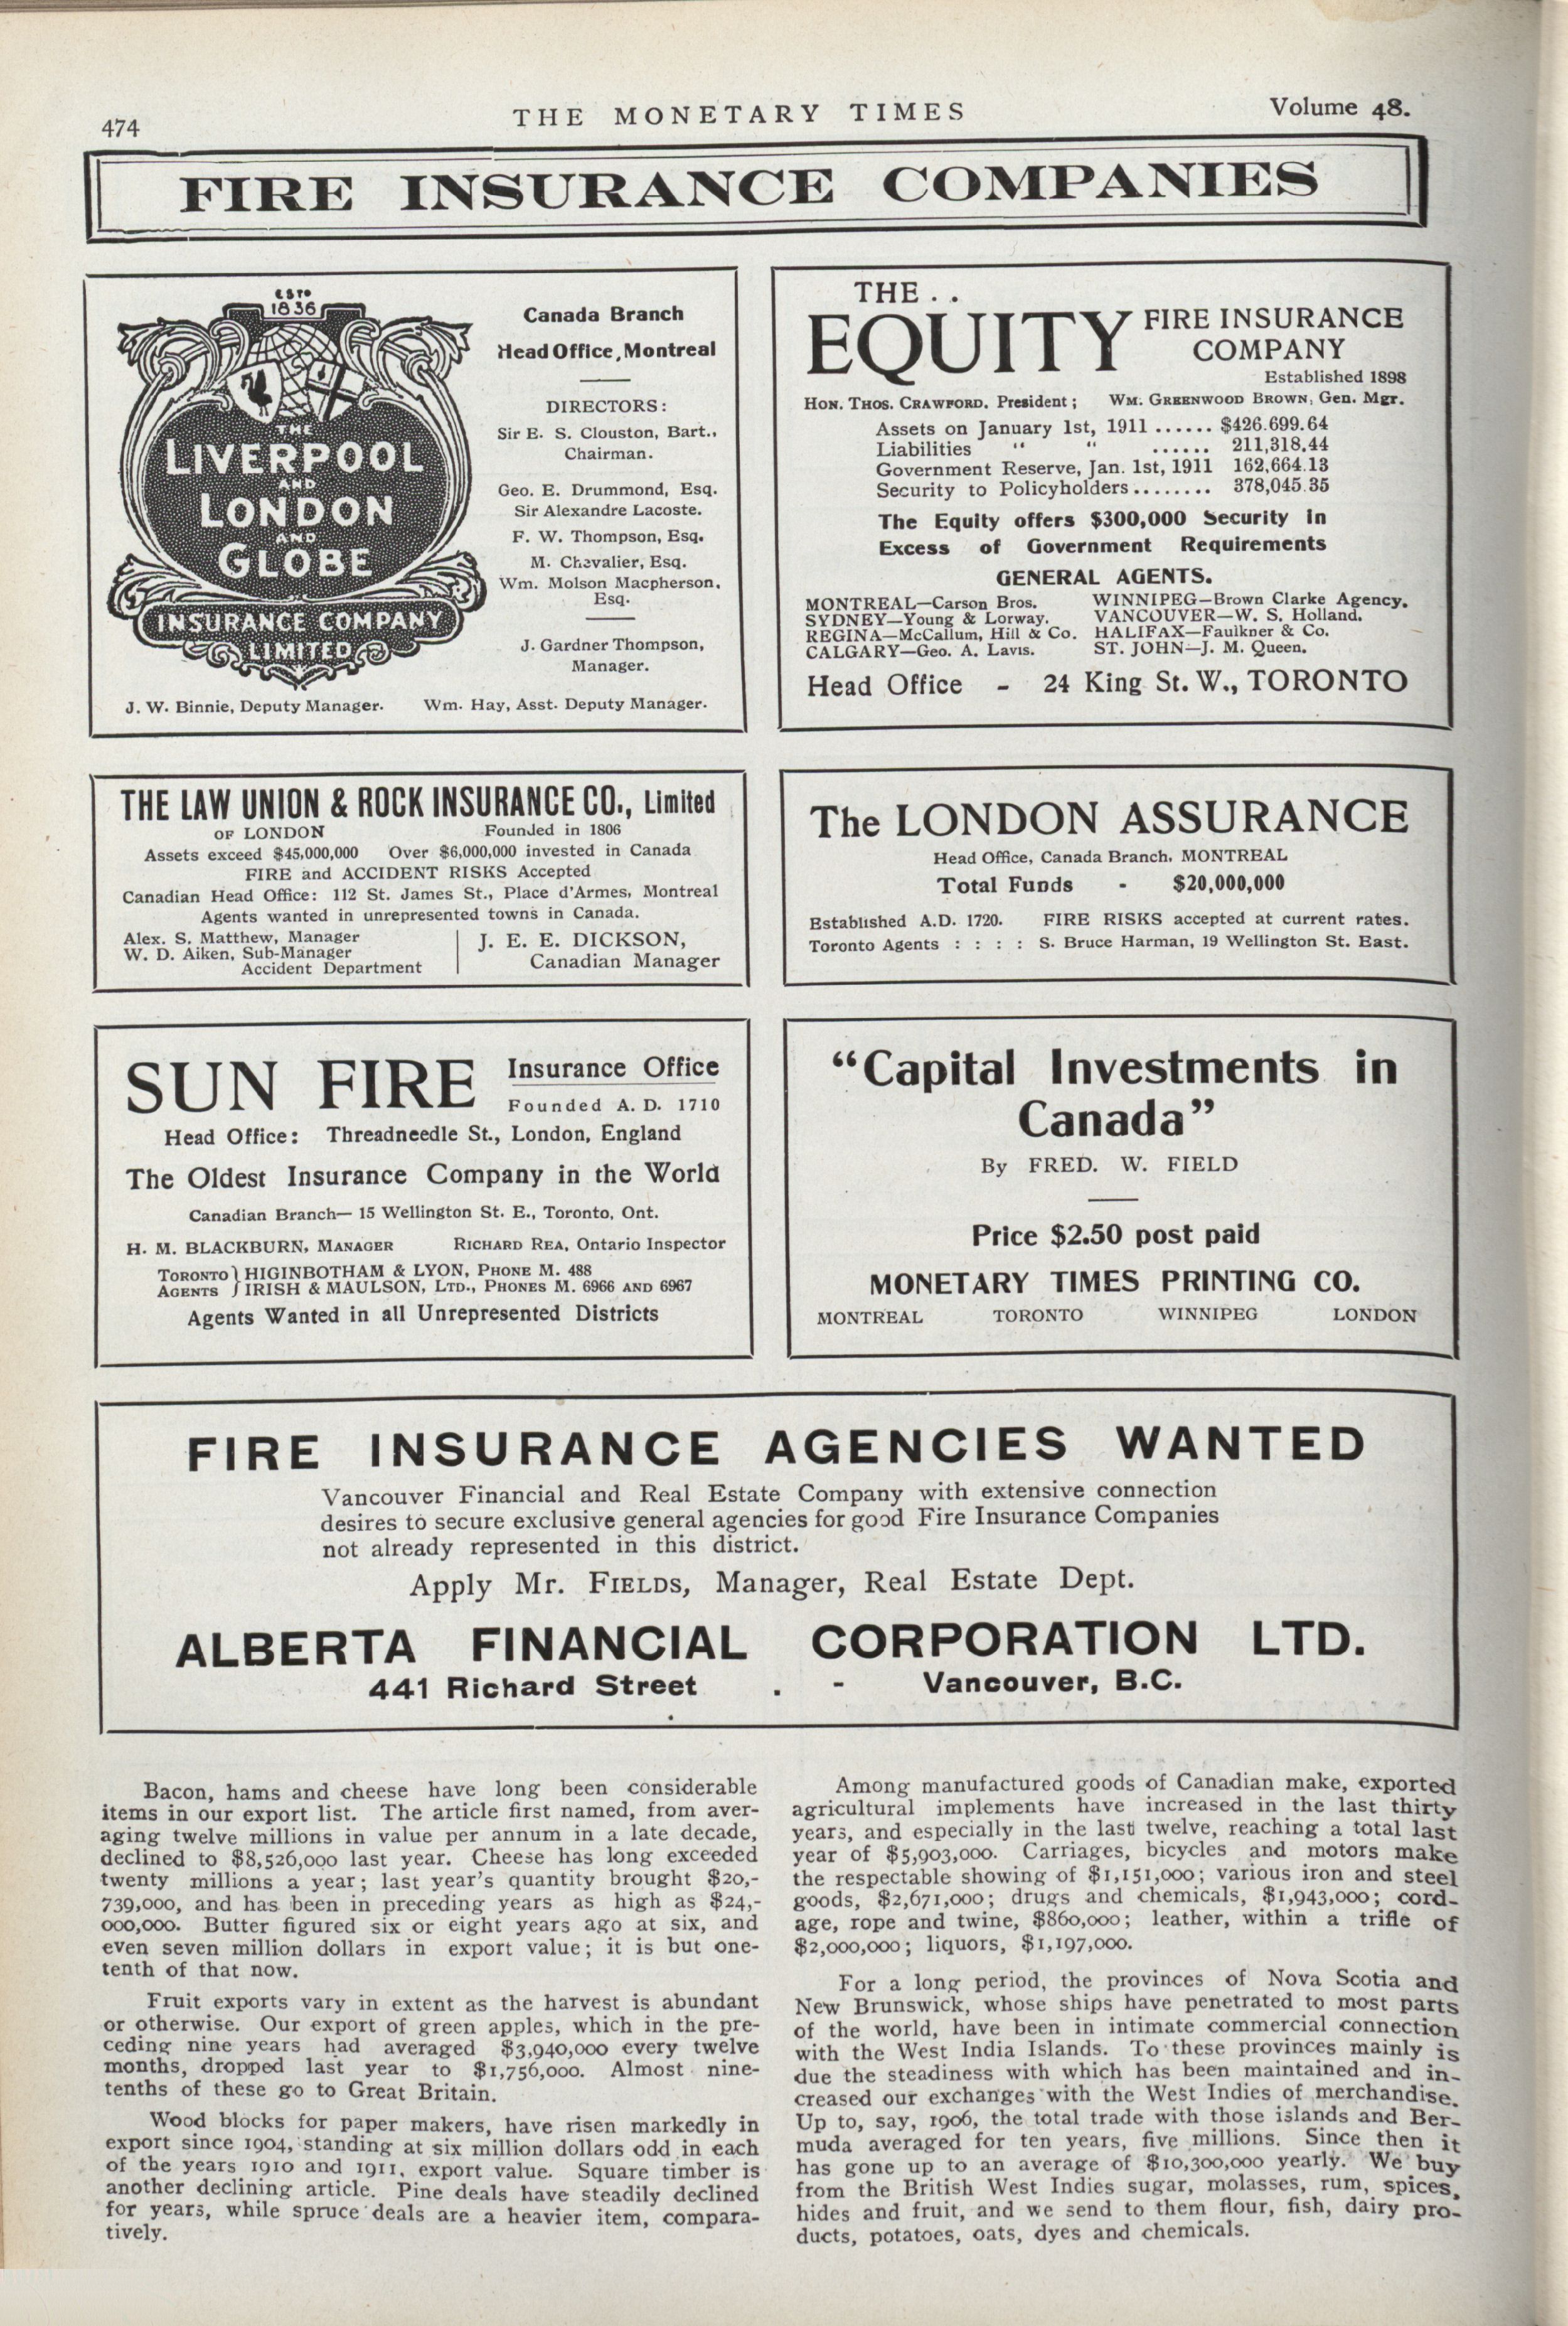 474
THE MONETARY TIMES
Volume 48.
FIRE INSURANCE COMPANIES
ESTD
1836
THE
LIVERPOOL
AND
LONDON
AND
GLOBE
INSURANCE COMPANY
LIMITED
Canada Branch
Head Office, Montreal
DIRECTORS:
Sir E. S. Clouston, Bart.,
Chairman.
Geo. E. Drummond, Esq.
Sir Alexandre Lacoste.
F. W. Thompson, Esq.
M. Chevalier, Esq.
Wm. Molson Macpherson,
Esq.
J. Gardner Thompson,
Manager.
J. W. Binnie, Deputy Manager. Wm. Hay, Asst. Deputy Manager.
THE . .
EQUITY FIRE INSURANCE
COMPANY
Established 1898
HON. THOS. CRAWFORD. President; WM. GREENWOOD BROWN, Gen. Mgr.
Assets on January 1st, 1911 ...... $426.699.64
Liabilities " " ...... 211,318.44
Government Reserve, Jan. 1st, 1911 162,664.13
Security to Policyholders........ 378,045.35
The Equity offers $300,000 Security in
Excess of Government Requirements
GENERAL AGENTS.
MONTREAL—Carson Bros. WINNIPEG—Brown Clarke Agency.
SYDNEY—Young & Lorway. VANCOUVER—W. S. Holland.
REGINA—McCallum, Hill & Co. HALIFAX—Faulkner & Co.
CALGARY—Geo. A. Lavis. ST. JOHN—J. M. Queen.
Head Office - 24 King St. W., TORONTO
THE LAW UNION & ROCK INSURANCE CO., Limited
OF LONDON Founded in 1806
Assets exceed $45,000,000 Over $6,000,000 invested in Canada
FIRE and ACCIDENT RISKS Accepted
Canadian Head Office: 112 St. James St., Place d'Armes, Montreal
Agents wanted in unrepresented towns in Canada.
Alex. S. Matthew, Manager
W. D. Aiken, Sub-Manager
Accident Department
J. E. E. DICKSON,
Canadian Manager
The LONDON ASSURANCE
Head Office, Canada Branch, MONTREAL
Total Funds - $20,000,000
Established A.D. 1720. FIRE RISKS accepted at current rates.
Toronto Agents : : : : S. Bruce Harman, 19 Wellington St. East.
SUN FIRE Insurance Office
Founded A. D. 1710
Head Office: Threadneedle St., London, England
The Oldest Insurance Company in the World
Canadian Branch— 15 Wellington St. E., Toronto, Ont.
H. M. BLACKBURN, MANAGER RICHARD REA, Ontario Inspector
TORONTO } HIGINBOTHAM & LYON, PHONE M. 488
AGENTS } IRISH & MAULSON, LTD., PHONES M. 6966 AND 6967
Agents Wanted in all Unrepresented Districts
"Capital Investments in
Canada"
By FRED. W. FIELD
Price $2.50 post paid
MONETARY TIMES PRINTING CO.
MONTREAL TORONTO WINNIPEG LONDON
FIRE INSURANCE AGENCIES WANTED
Vancouver Financial and Real Estate Company with extensive connection
desires to secure exclusive general agencies for good Fire Insurance Companies
not already represented in this district.
Apply Mr. FIELDS, Manager, Real Estate Dept.
ALBERTA FINANCIAL CORPORATION LTD.
441 Richard Street . - Vancouver, B.C.
Bacon, hams and cheese have long been considerable
items in our export list. The article first named, from aver-
aging twelve millions in value per annum in a late decade,
declined to $8,526,000 last year. Cheese has long exceeded
twenty millions a year; last year's quantity brought $20,-
739,000, and has been in preceding years as high as $24,-
000,000. Butter figured six or eight years ago at six, and
even seven million dollars in export value; it is but one-
tenth of that now.
Fruit exports vary in extent as the harvest is abundant
or otherwise. Our export of green apples, which in the pre-
ceding nine years had averaged $3,940,000 every twelve
months, dropped last year to $1,756,000. Almost nine-
tenths of these go to Great Britain.
Wood blocks for paper makers, have risen markedly in
export since 1904, standing at six million dollars odd in each
of the years 1910 and 1911, export value. Square timber is
another declining article. Pine deals have steadily declined
for years, while spruce deals are a heavier item, compara-
tively.
Among manufactured goods of Canadian make, exported
agricultural implements have increased in the last thirty
years, and especially in the last twelve, reaching a total last
year of $5,903,000. Carriages, bicycles and motors make
the respectable showing of $1,151,000; various iron and steel
goods, $2,671,000; drugs and chemicals, $1,943,000; cord-
age, rope and twine, $860,000; leather, within a trifle of
$2,000,000; liquors, $1,197,000.
For a long period, the provinces of Nova Scotia and
New Brunswick, whose ships have penetrated to most parts
of the world, have been in intimate commercial connection
with the West India Islands. To these provinces mainly is
due the steadiness with which has been maintained and in-
creased our exchanges with the West Indies of merchandise.
Up to, say, 1906, the total trade with those islands and Ber-
muda averaged for ten years, five millions. Since then it
has gone up to an average of $10,300,000 yearly. We buy
from the British West Indies sugar, molasses, rum, spices,
hides and fruit, and we send to them flour, fish, dairy pro-
ducts, potatoes, oats, dyes and chemicals.